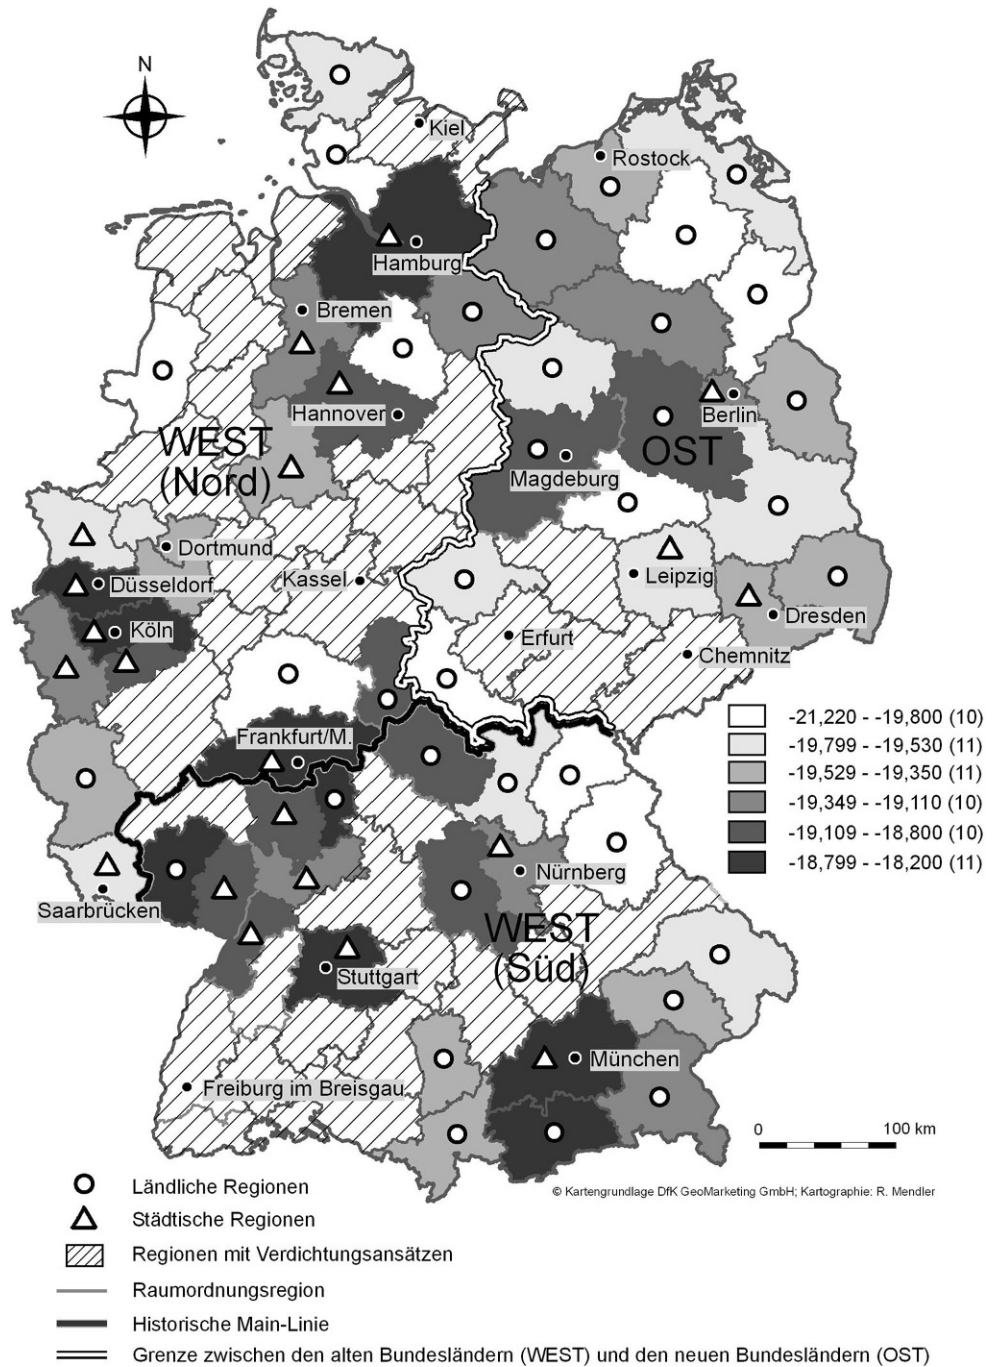 N
Kiel
Rostock
Hamburg
Bremen
Hannover
Berlin
WEST
(Nord)
OST
Magdeburg
Dortmund
Düsseldorf
Kassel
Leipzig
Köln
Dresden
Erfurt
Chemnitz
Frankfurt/M.
-21,220 - -19,800 (10)
-19,799 - -19,530 (11)
-19,529 - -19,350 (11)
-19,349 - -19,110 (10)
-19,109 - -18,800 (10)
-18,799 - -18,200 (11)
Nürnberg
Saarbrücken
WEST
(Süd)
Stuttgart
München
Freiburg im Breisgau
0 100 km
© Kartengrundlage DfK GeoMarketing GmbH; Kartographie: R. Mendler
Ländliche Regionen
Städtische Regionen
Regionen mit Verdichtungsansätzen
Raumordnungsregion
Historische Main-Linie
Grenze zwischen den alten Bundesländern (WEST) und den neuen Bundesländern (OST)